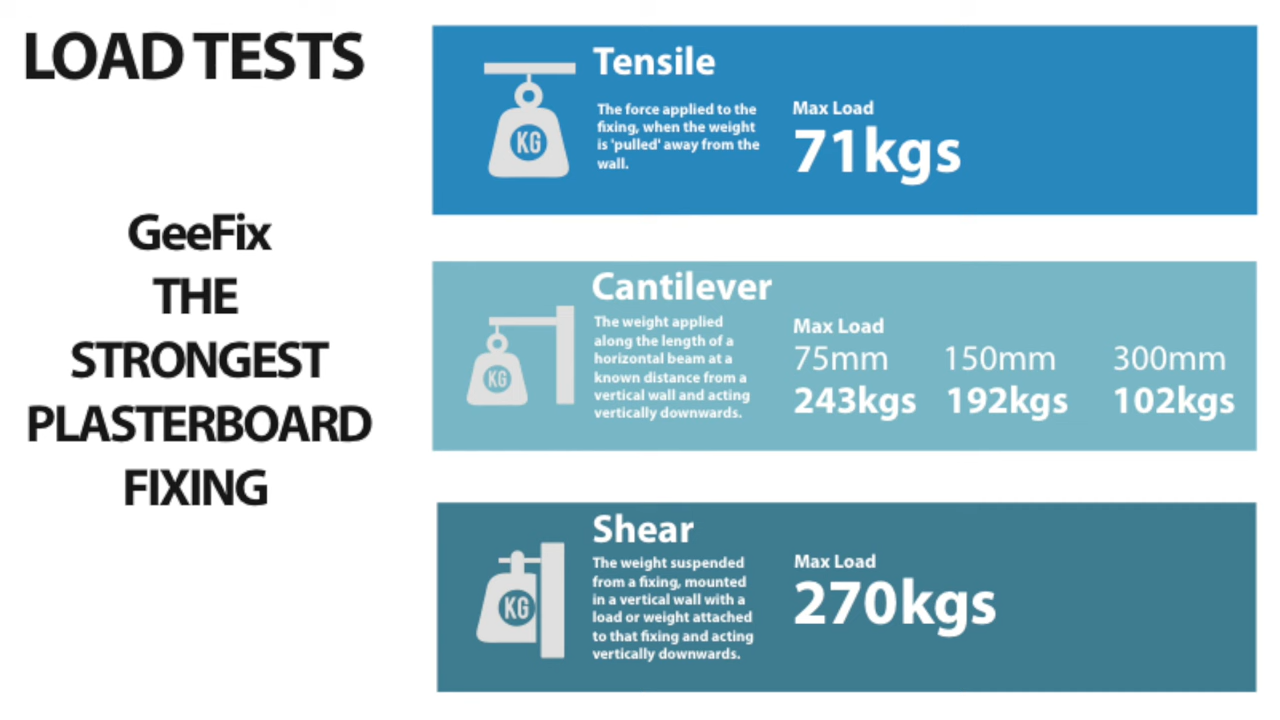 LOAD TESTS
GeeFix
THE
STRONGEST
PLASTERBOARD
FIXING
KG
Tensile
The force applied to the
fixing, when the weight
is 'pulled' away from the
wall.
Max Load
71kgs
KG
Cantilever
The weight applied
along the length of a
horizontal beam at a
known distance from a
vertical wall and acting
vertically downwards.
Max Load
75mm 150mm 300mm
243kgs 192kgs 102kgs
KG
Shear
The weight suspended
from a fixing, mounted
in a vertical wall with a
load or weight attached
to that fixing and acting
vertically downwards.
Max Load
270kgs